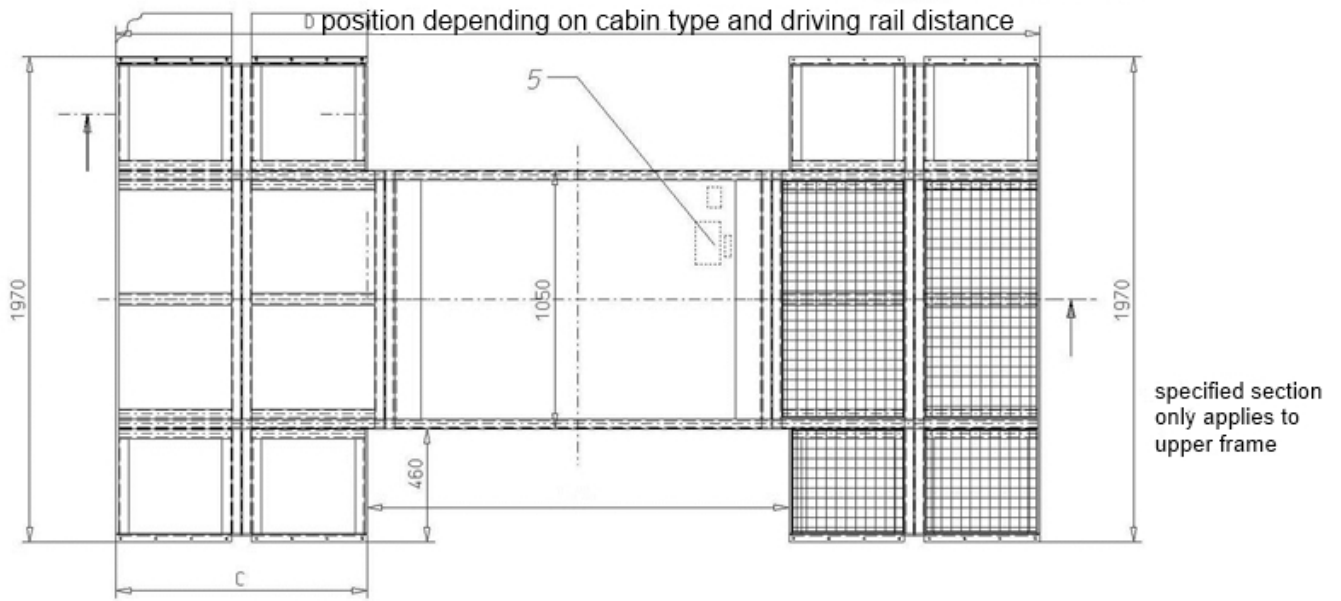 D position depending on cabin type and driving rail distance
5
1970
1050
1970
specified section
only applies to
upper frame
460
C